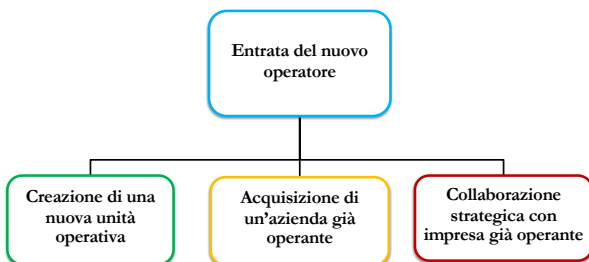 Entrata del nuovo
operatore
Creazione di una
nuova unità
operativa
Acquisizione di
un'azienda già
operante
Collaborazione
strategica con
impresa già operante